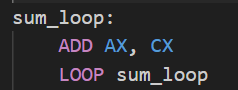 sum_loop:
    ADD AX, CX
    LOOP sum_loop